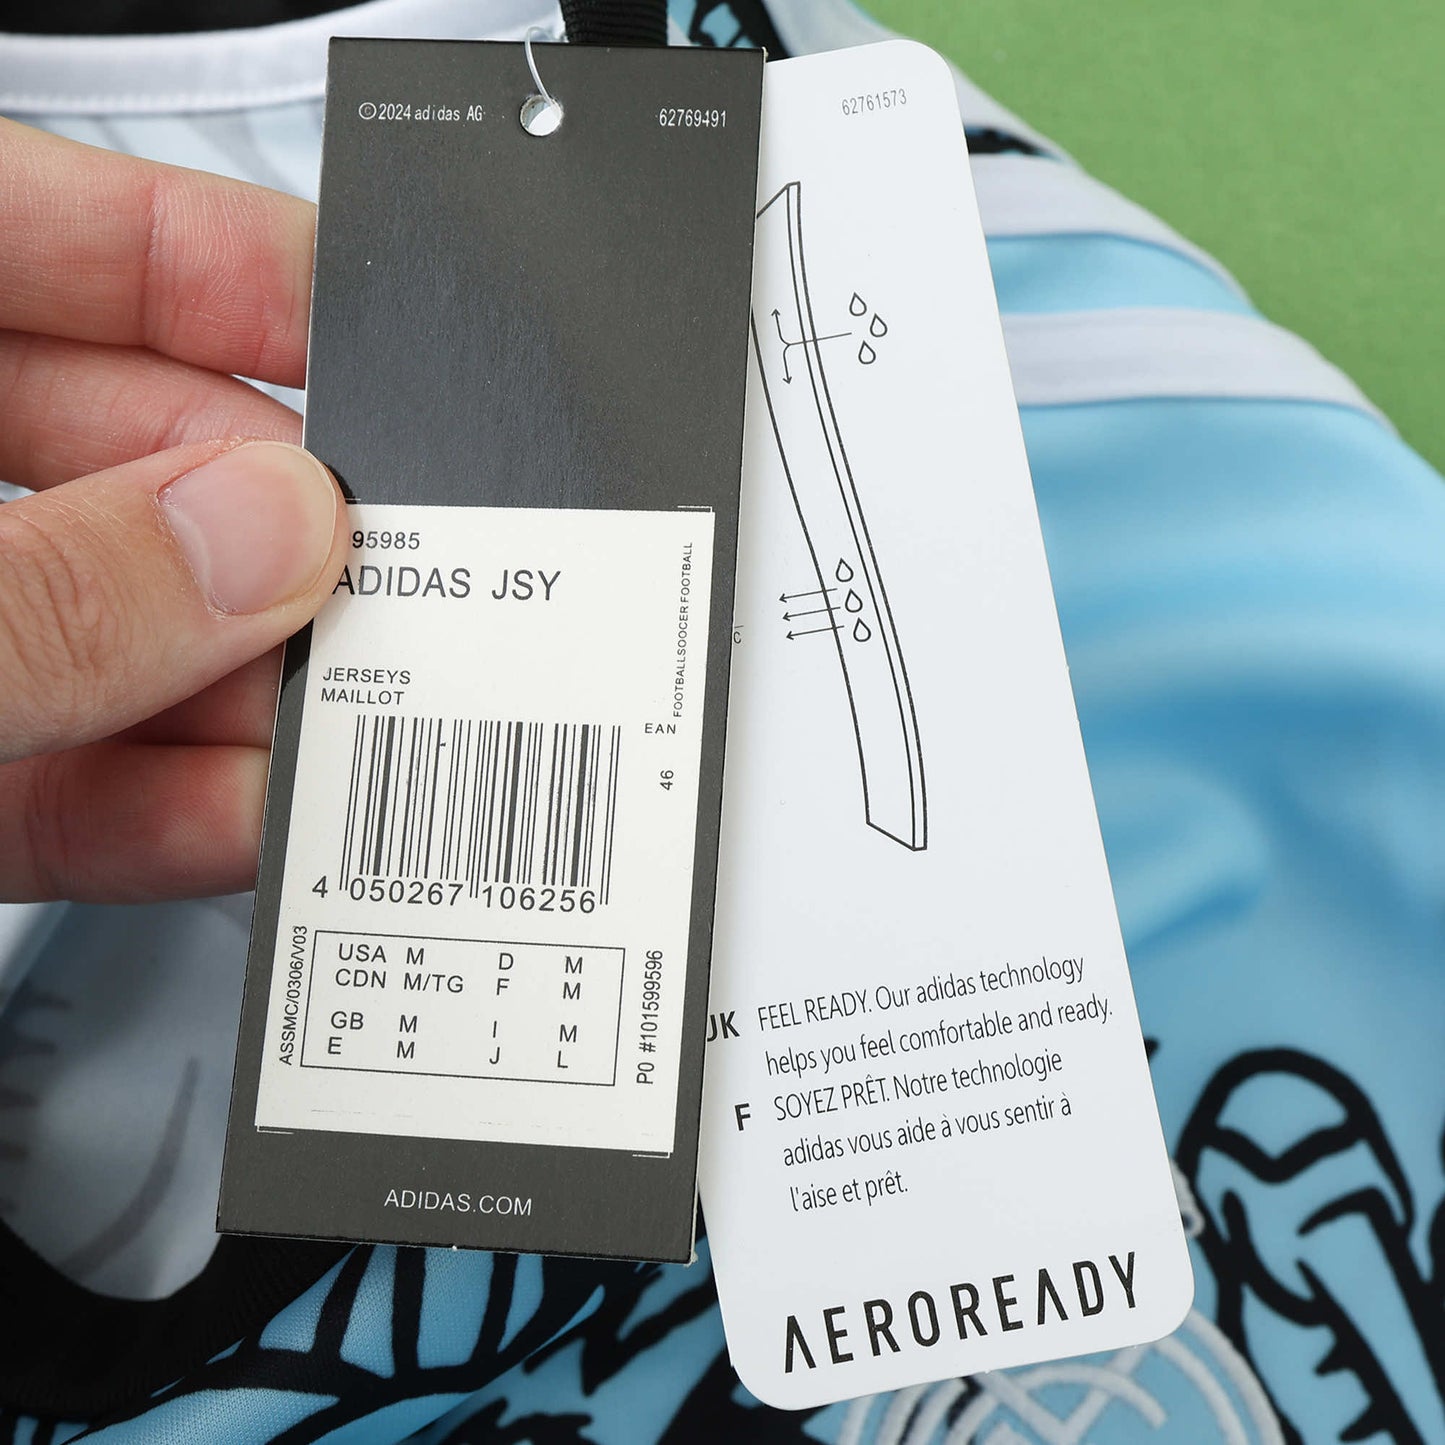 ©2024 adidas AG
62769491
95985
ADIDAS JSY
FOOTBALLSOCCER FOOTBALL
JERSEYS
MAILLOT
EAN
46
4 050267 106256
ASSMC/0306/V03
USA M D M
CDN M/TG F M
GB M I M
E M J L
PO #101599596
ADIDAS.COM
62761573
C
UK FEEL READY. Our adidas technology
helps you feel comfortable and ready.
F SOYEZ PRÊT. Notre technologie
adidas vous aide à vous sentir à
l'aise et prêt.
AEROREADY